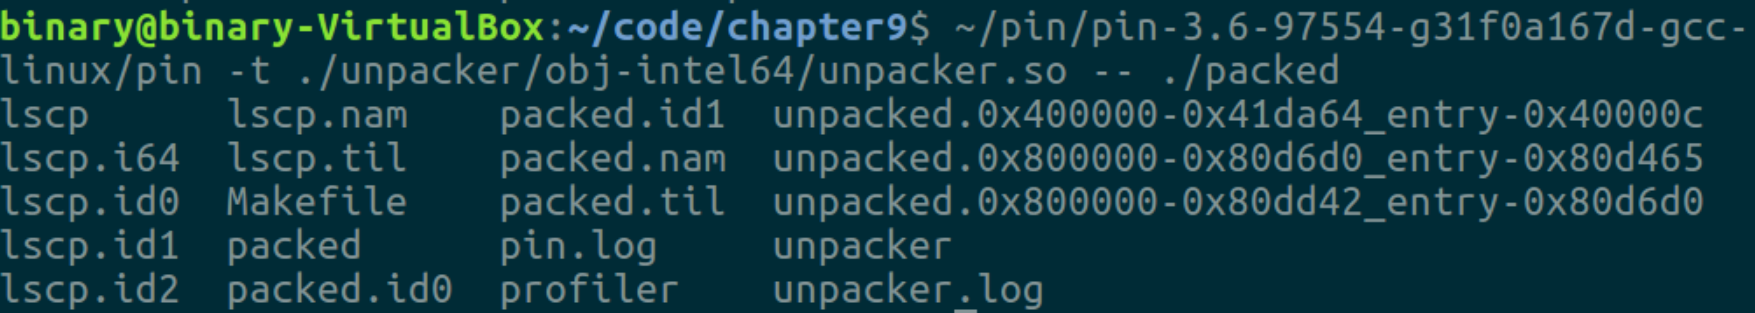 binary@binary-VirtualBox:~/code/chapter9$ ~/pin/pin-3.6-97554-g31f0a167d-gcc-
linux/pin -t ./unpacker/obj-intel64/unpacker.so -- ./packed
lscp      lscp.nam   packed.id1  unpacked.0x400000-0x41da64_entry-0x40000c
lscp.i64  lscp.til   packed.nam  unpacked.0x800000-0x80d6d0_entry-0x80d465
lscp.id0  Makefile   packed.til  unpacked.0x800000-0x80dd42_entry-0x80d6d0
lscp.id1  packed     pin.log     unpacker
lscp.id2  packed.id0  profiler    unpacker.log